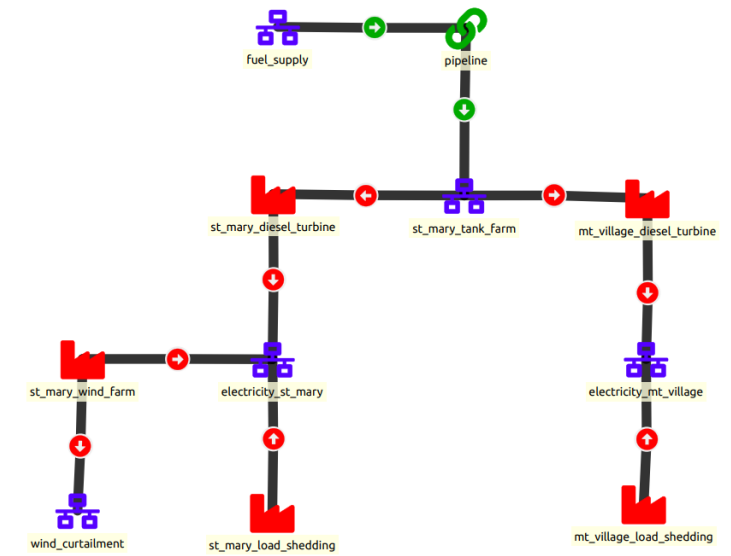 fuel_supply
pipeline
st_mary_diesel_turbine
st_mary_tank_farm
mt_village_diesel_turbine
st_mary_wind_farm
electricity_st_mary
electricity_mt_village
wind_curtailment
st_mary_load_shedding
mt_village_load_shedding